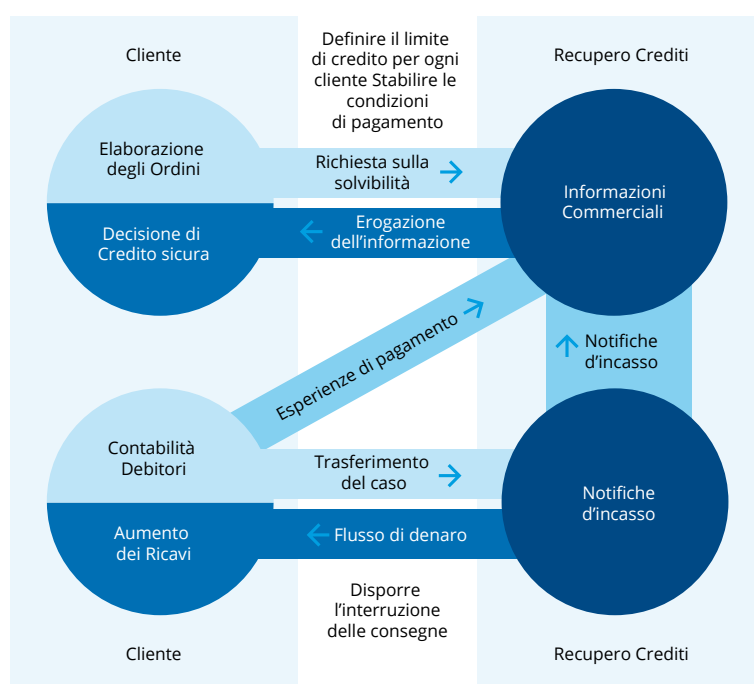 Cliente
Definire il limite
di credito per ogni
cliente Stabilire le
condizioni
di pagamento
Recupero Crediti
Elaborazione
degli Ordini
Richiesta sulla
solvibilità
Informazioni
Commerciali
Decisione di
Credito sicura
Erogazione
dell'informazione
Esperienze di pagamento
Notifiche
d'incasso
Contabilità
Debitori
Trasferimento
del caso
Notifiche
d'incasso
Aumento
dei Ricavi
Flusso di denaro
Disporre
l'interruzione
delle consegne
Cliente
Recupero Crediti